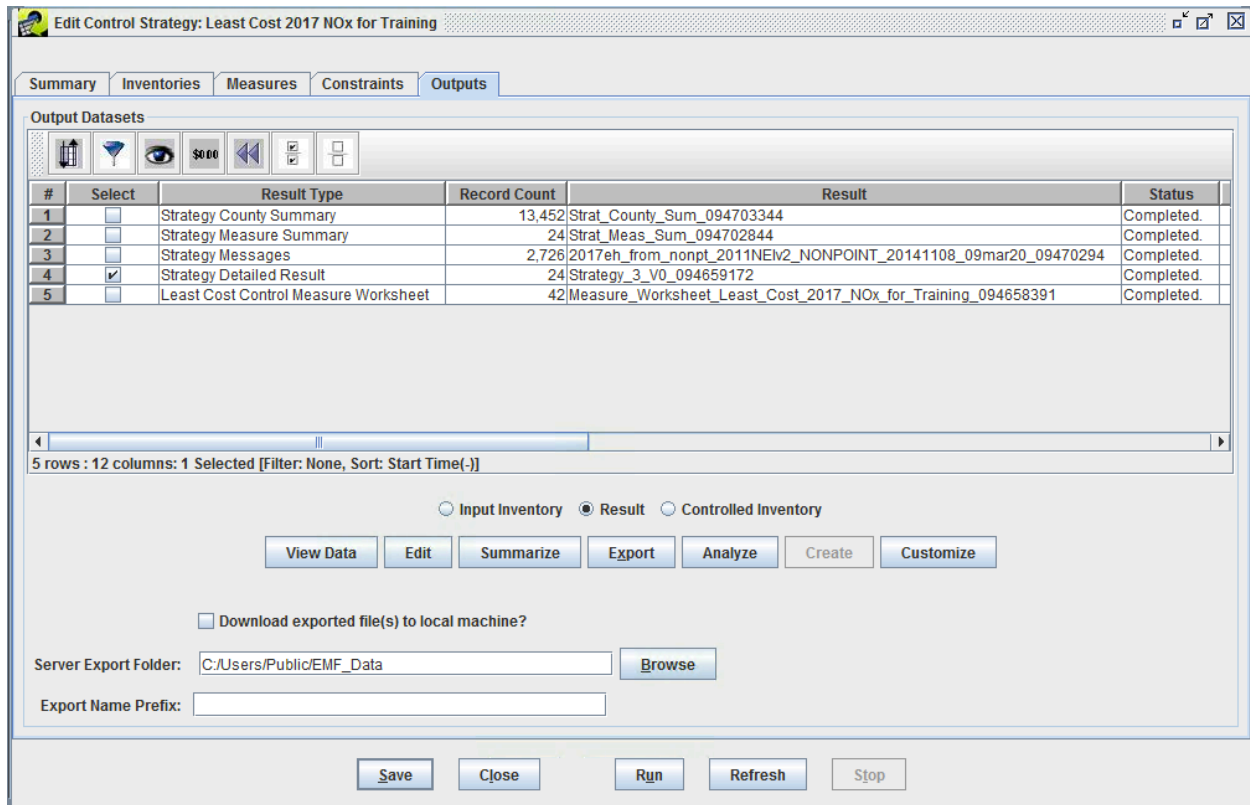 Edit Control Strategy: Least Cost 2017 NOx for Training
Summary Inventories Measures Constraints Outputs
Output Datasets
$0.00
# Select Result Type Record Count Result Status
1 Strategy County Summary 13,452 Strat_County_Sum_094703344 Completed.
2 Strategy Measure Summary 24 Strat_Meas_Sum_094702844 Completed.
3 Strategy Messages 2,726 2017eh_from_nonpt_2011NEIv2_NONPOINT_20141108_09mar20_09470294 Completed.
4 Strategy Detailed Result 24 Strategy_3_V0_094659172 Completed.
5 Least Cost Control Measure Worksheet 42 Measure_Worksheet_Least_Cost_2017_NOx_for_Training_094658391 Completed.
5 rows : 12 columns: 1 Selected [Filter: None, Sort: Start Time(-)]
Input Inventory Result Controlled Inventory
View Data Edit Summarize Export Analyze Create Customize
Download exported file(s) to local machine?
Server Export Folder: C:/Users/Public/EMF_Data Browse
Export Name Prefix:
Save Close Run Refresh Stop